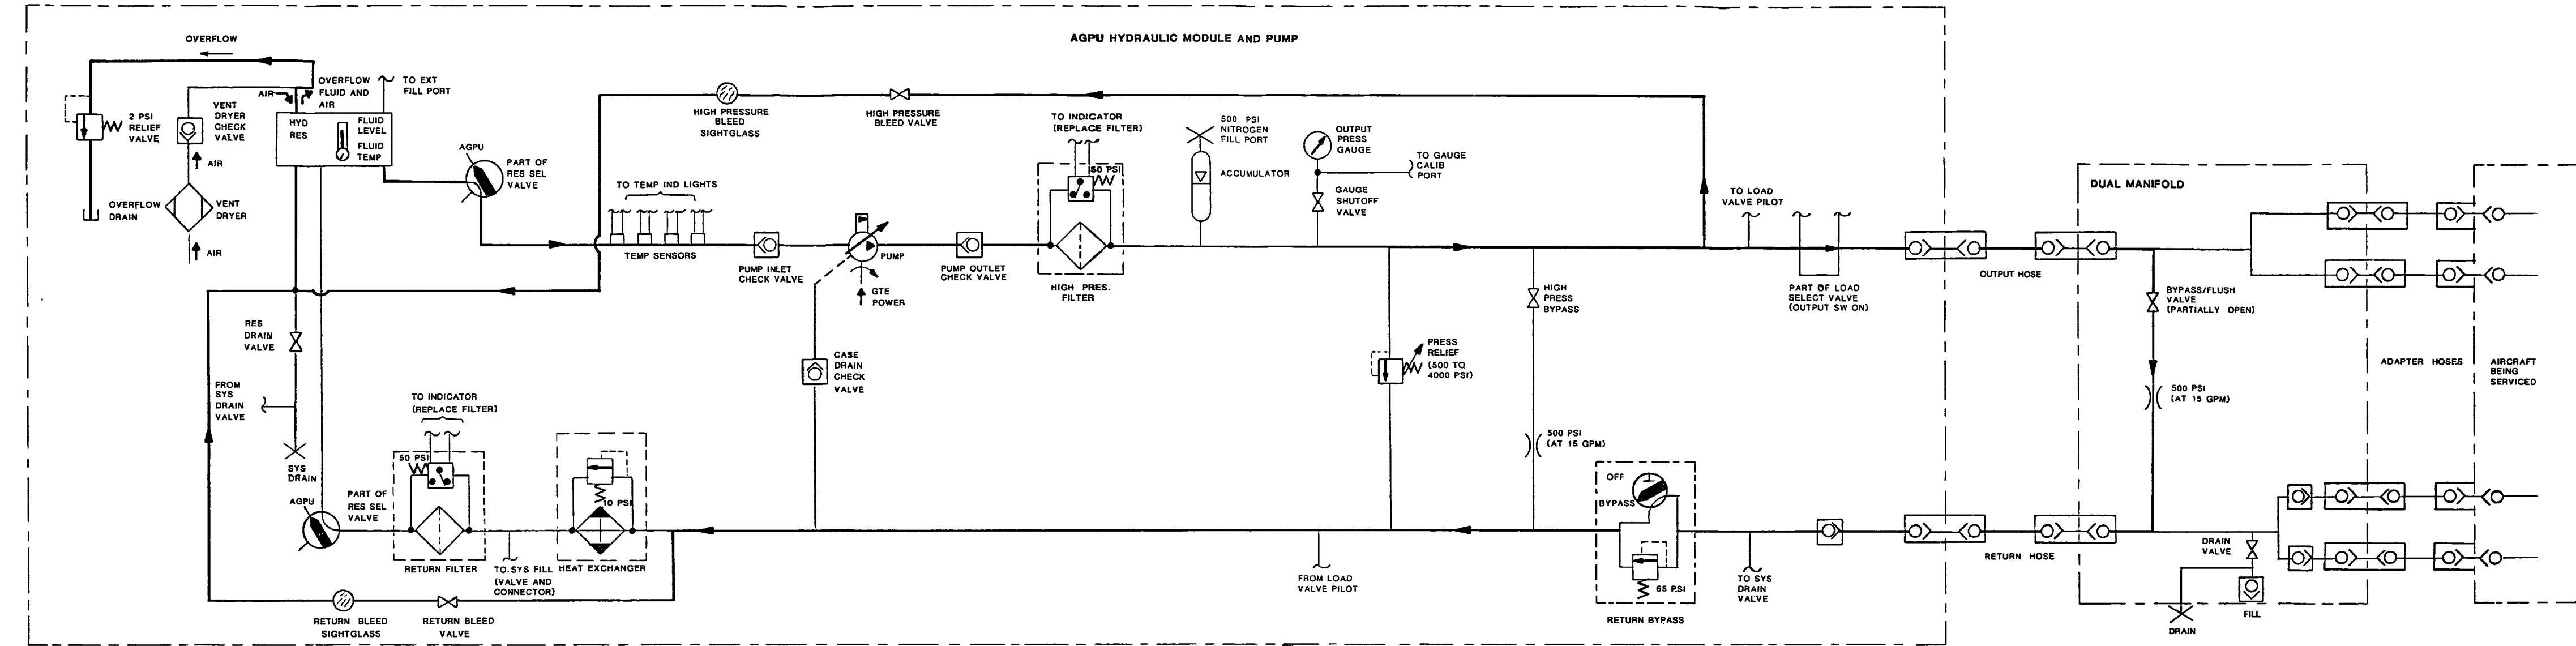 AGPU HYDRAULIC MODULE AND PUMP
OVERFLOW
OVERFLOW
FLUID AND
AIR
TO EXT
FILL PORT
AIR
VENT
DRYER
CHECK
VALVE
2 PSI
RELIEF
VALVE
HYD
RES
FLUID
LEVEL
FLUID
TEMP
AIR
OVERFLOW
DRAIN
VENT
DRYER
AIR
AGPU
PART OF
RES SEL
VALVE
HIGH PRESSURE
BLEED
SIGHTGLASS
HIGH PRESSURE
BLEED VALVE
TO TEMP IND LIGHTS
TEMP SENSORS
PUMP INLET
CHECK VALVE
PUMP
GTE
POWER
PUMP OUTLET
CHECK VALVE
TO INDICATOR
(REPLACE FILTER)
50 PSI
HIGH PRES.
FILTER
500 PSI
NITROGEN
FILL PORT
ACCUMULATOR
OUTPUT
PRESS
GAUGE
TO GAUGE
CALIB
PORT
GAUGE
SHUTOFF
VALVE
TO LOAD
VALVE PILOT
PART OF LOAD
SELECT VALVE
(OUTPUT SW ON)
OUTPUT HOSE
DUAL MANIFOLD
BYPASS/FLUSH
VALVE
(PARTIALLY OPEN)
ADAPTER HOSES
AIRCRAFT
BEING
SERVICED
500 PSI
(AT 15 GPM)
HIGH
PRESS
BYPASS
PRESS
RELIEF
(500 TO
4000 PSI)
500 PSI
(AT 15 GPM)
CASE
DRAIN
CHECK
VALVE
RES
DRAIN
VALVE
FROM
SYS
DRAIN
VALVE
SYS
DRAIN
AGPU
PART OF
RES SEL
VALVE
TO INDICATOR
(REPLACE FILTER)
50 PSI
RETURN FILTER
10 PSI
HEAT EXCHANGER
TO SYS FILL
(VALVE AND
CONNECTOR)
RETURN BLEED
SIGHTGLASS
RETURN BLEED
VALVE
FROM LOAD
VALVE PILOT
OFF
BYPASS
65 PSI
RETURN BYPASS
TO SYS
DRAIN
VALVE
RETURN HOSE
DRAIN
VALVE
FILL
DRAIN